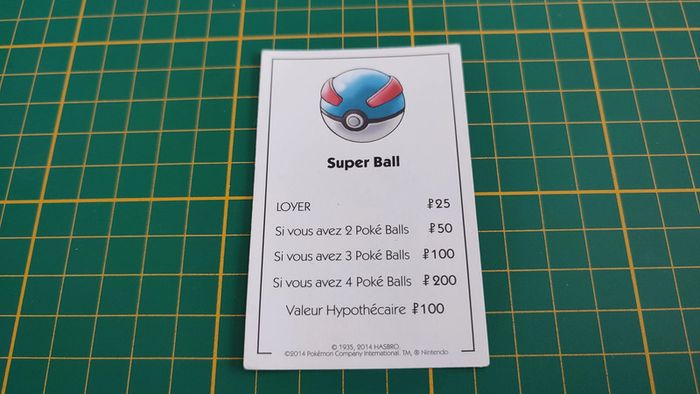 Super Ball
LOYER ₽25
Si vous avez 2 Poké Balls ₽50
Si vous avez 3 Poké Balls ₽100
Si vous avez 4 Poké Balls ₽200
Valeur Hypothécaire ₽100
© 1935, 2014 HASBRO.
©2014 Pokémon Company International. TM, ® Nintendo.